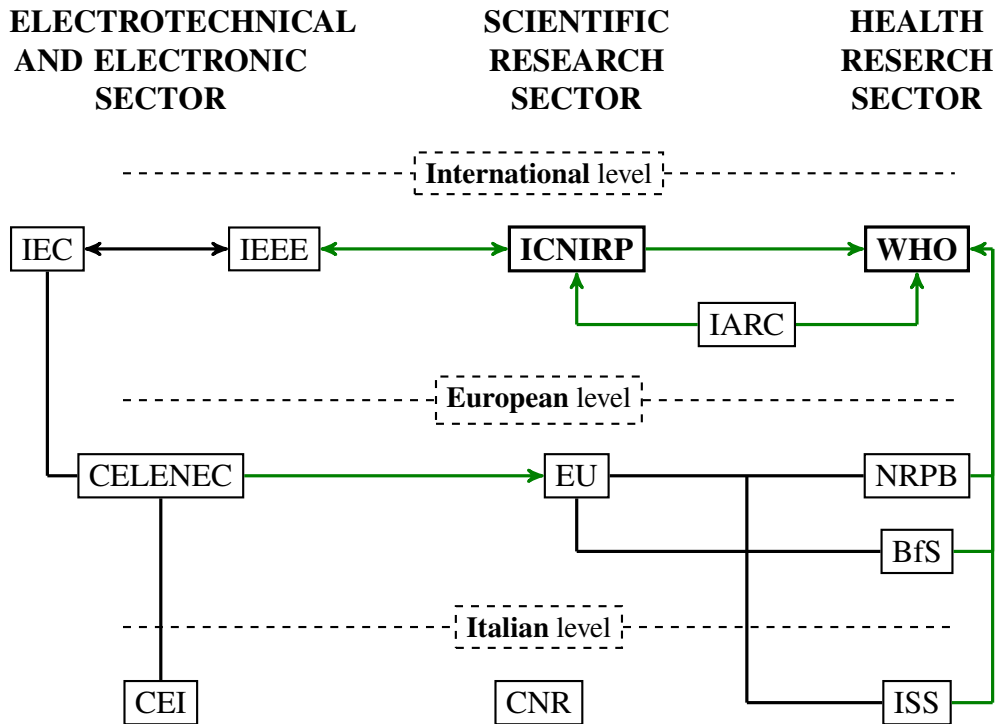 ELECTROTECHNICAL
AND ELECTRONIC
SECTOR
SCIENTIFIC
RESEARCH
SECTOR
HEALTH
RESERCH
SECTOR
International level
IEC
IEEE
ICNIRP
WHO
IARC
European level
CELENEC
EU
NRPB
BfS
Italian level
CEI
CNR
ISS